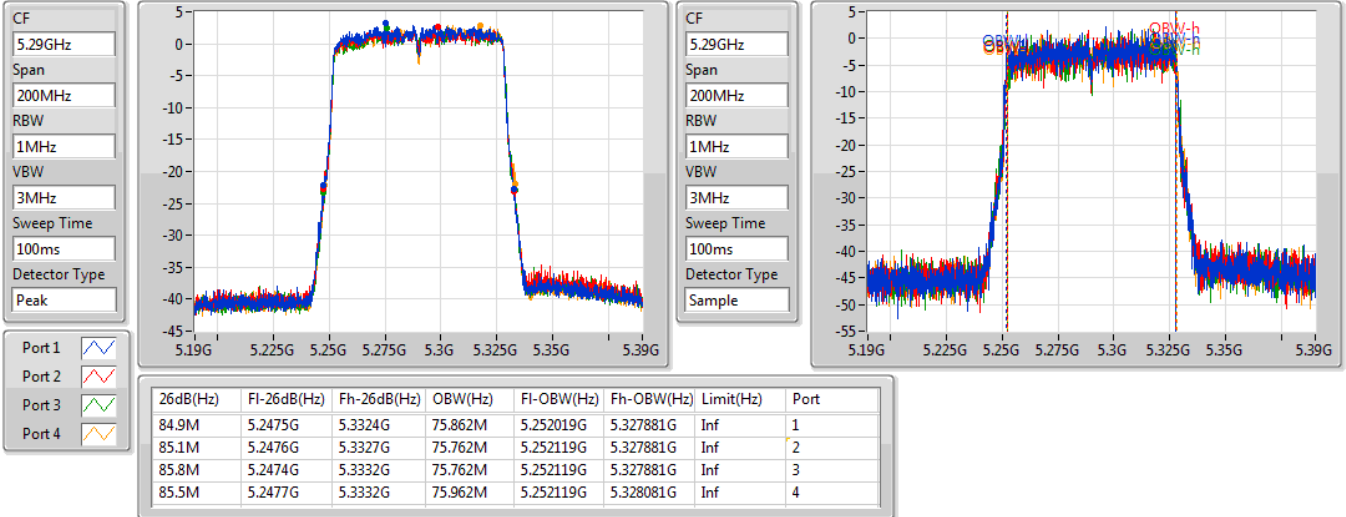 CF
5.29GHz
Span
200MHz
RBW
1MHz
VBW
3MHz
Sweep Time
100ms
Detector Type
Peak
5
0
-5
-10
-15
-20
-25
-30
-35
-40
-45
5.19G 5.225G 5.25G 5.275G 5.3G 5.325G 5.35G 5.39G
CF
5.29GHz
Span
200MHz
RBW
1MHz
VBW
3MHz
Sweep Time
100ms
Detector Type
Sample
5
0
-5
-10
-15
-20
-25
-30
-35
-40
-45
-50
-55
OBW-h
5.19G 5.225G 5.25G 5.275G 5.3G 5.325G 5.35G 5.39G
Port 1
Port 2
Port 3
Port 4
26dB(Hz) Fl-26dB(Hz) Fh-26dB(Hz) OBW(Hz) Fl-OBW(Hz) Fh-OBW(Hz) Limit(Hz) Port
84.9M 5.2475G 5.3324G 75.862M 5.252019G 5.327881G Inf 1
85.1M 5.2476G 5.3327G 75.762M 5.252119G 5.327881G Inf 2
85.8M 5.2474G 5.3332G 75.762M 5.252119G 5.327881G Inf 3
85.5M 5.2477G 5.3332G 75.962M 5.252119G 5.328081G Inf 4